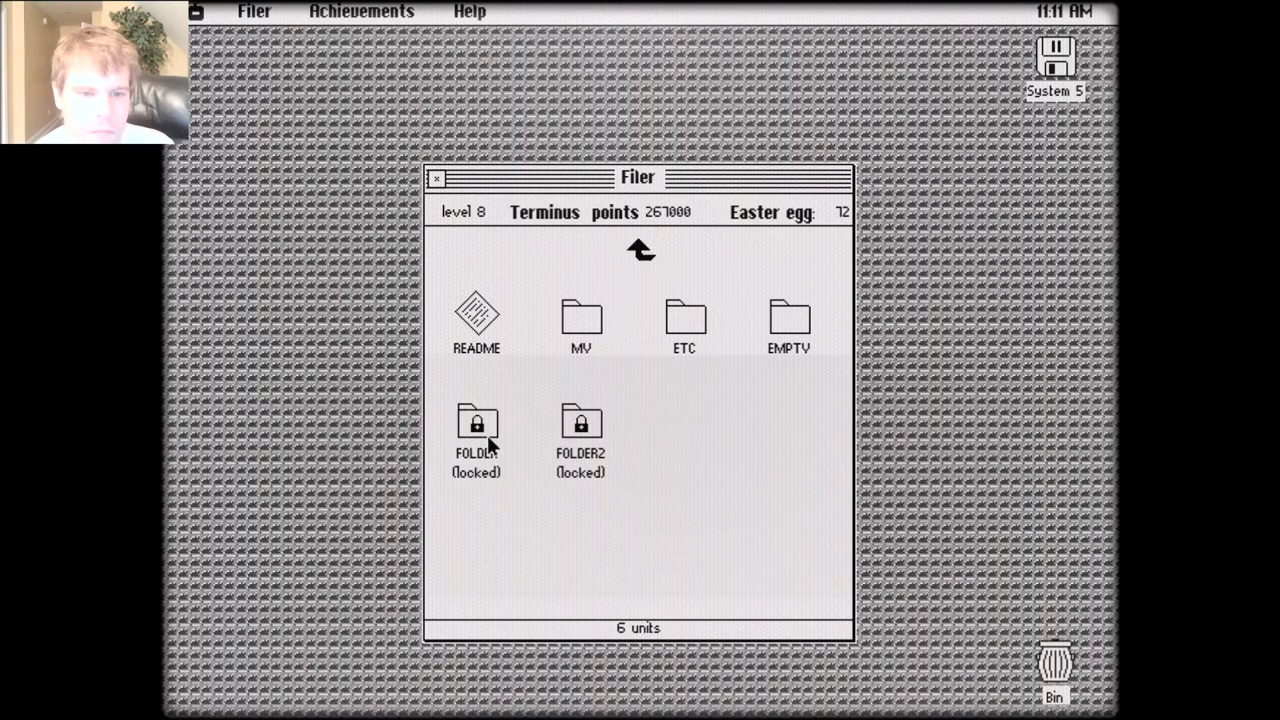 Filer Achievements Help 11:11 AM
System 5
Filer
level 8 Terminus points 267000 Easter egg: 72
README MV ETC EMPTY
FOLDER2
(locked) (locked)
6 units
Bin